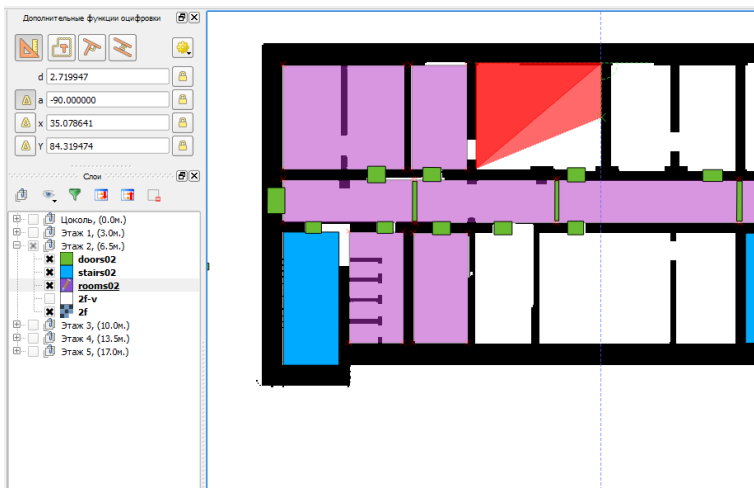 Дополнительные функции оцифровки
d 2.719947
a -90.000000
x 35.078641
Y 84.319474
Слои
Цоколь, (0.0м.)
Этаж 1, (3.0м.)
Этаж 2, (6.5м.)
doors02
stairs02
rooms02
2f-v
2f
Этаж 3, (10.0м.)
Этаж 4, (13.5м.)
Этаж 5, (17.0м.)